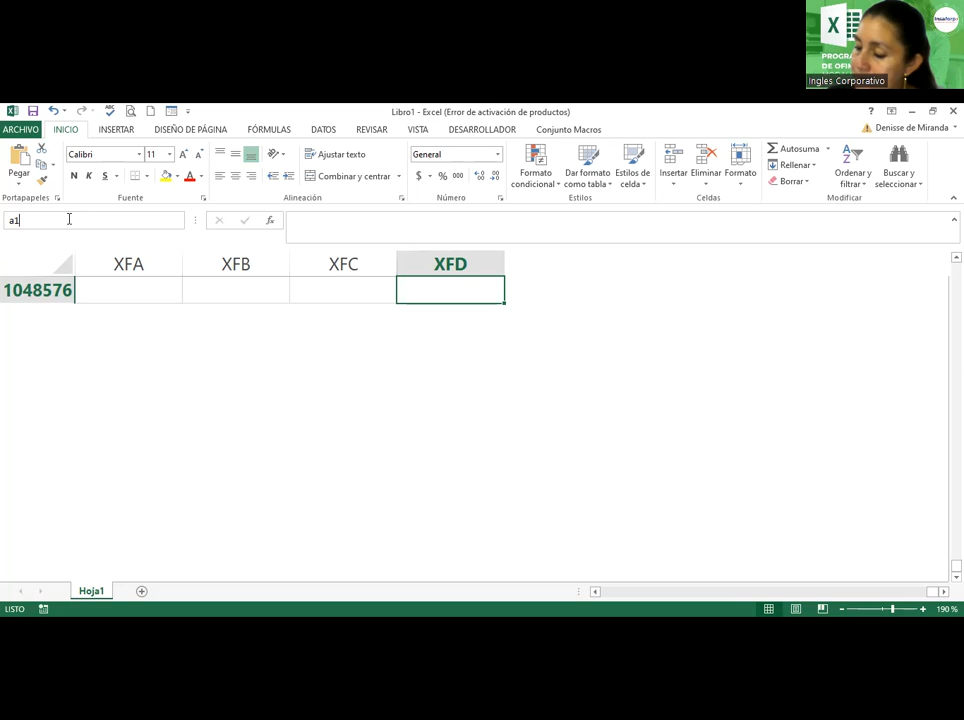 PROGRA
DE OFIM
Ingles Corporativo
Libro1 - Excel (Error de activación de productos)
ARCHIVO INICIO INSERTAR DISEÑO DE PÁGINA FÓRMULAS DATOS REVISAR VISTA DESARROLLADOR Conjunto Macros Denisse de Miranda
Pegar
Calibri 11
N K S
Ajustar texto
Combinar y centrar
General
$ % 000
Formato condicional
Dar formato como tabla
Estilos de celda
Insertar
Eliminar
Formato
Autosuma
Rellenar
Borrar
Ordenar y filtrar
Buscar y seleccionar
Portapapeles Fuente Alineación Número Estilos Celdas Modificar
a1 fx
XFA XFB XFC XFD
1048576
Hoja1
LISTO 190 %